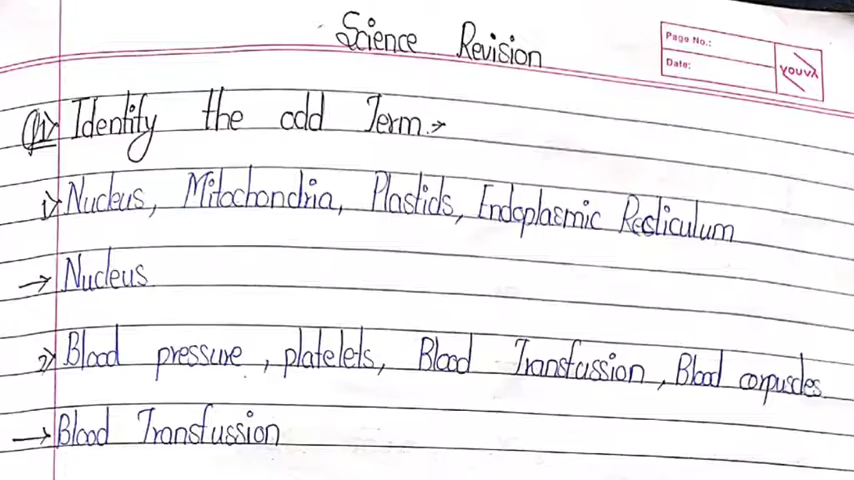 Science Revision
Page No.:
Date:
YOUVA
Q1> Identify the odd Term :→
1> Nucleus, Mitochondria, Plastids, Endoplasmic Recticulum
→ Nucleus
2> Blood pressure, platelets, Blood Transfussion, Blood corpuscles
→ Blood Transfussion